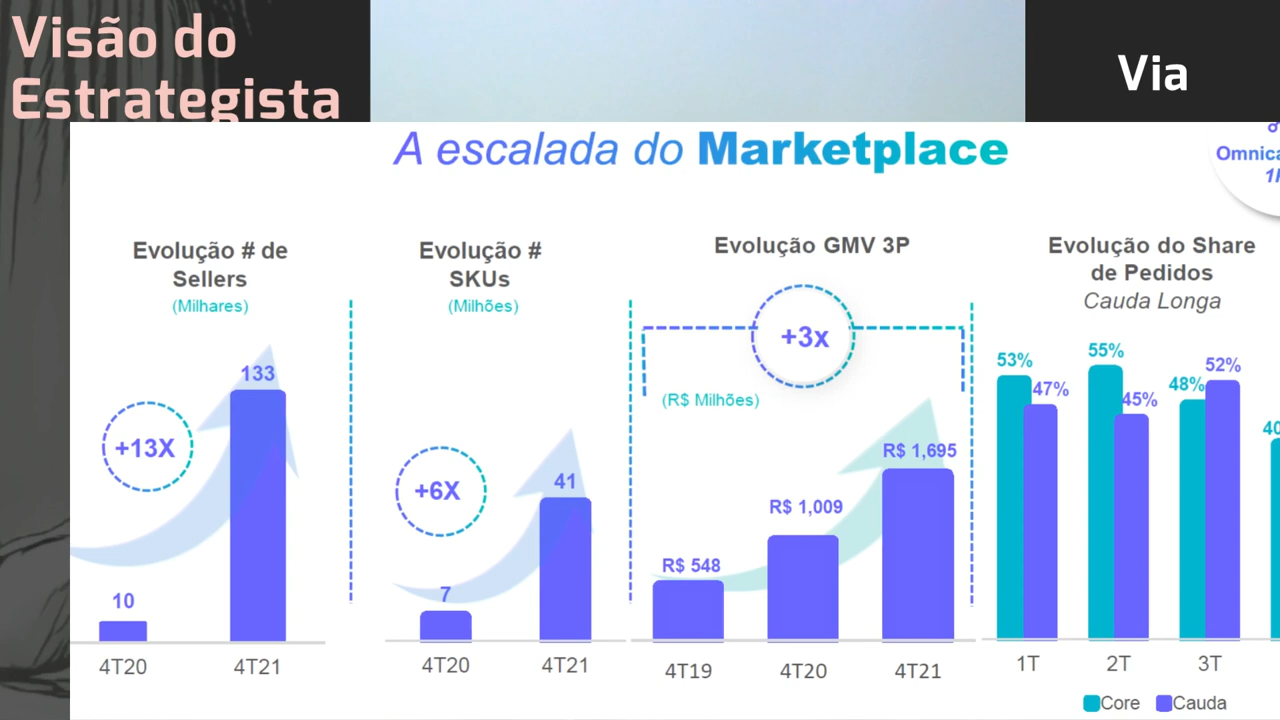 Visão do
Estrategista
Via
A escalada do Marketplace
Evolução # de
Sellers
(Milhares)
+13X
10
133
4T20
4T21
Evolução #
SKUs
(Milhões)
+6X
7
41
4T20
4T21
Evolução GMV 3P
+3x
(R$ Milhões)
R$ 548
R$ 1,009
R$ 1,695
4T19
4T20
4T21
Evolução do Share
de Pedidos
Cauda Longa
53%
47%
55%
45%
48%
52%
40
1T
2T
3T
Core
Cauda